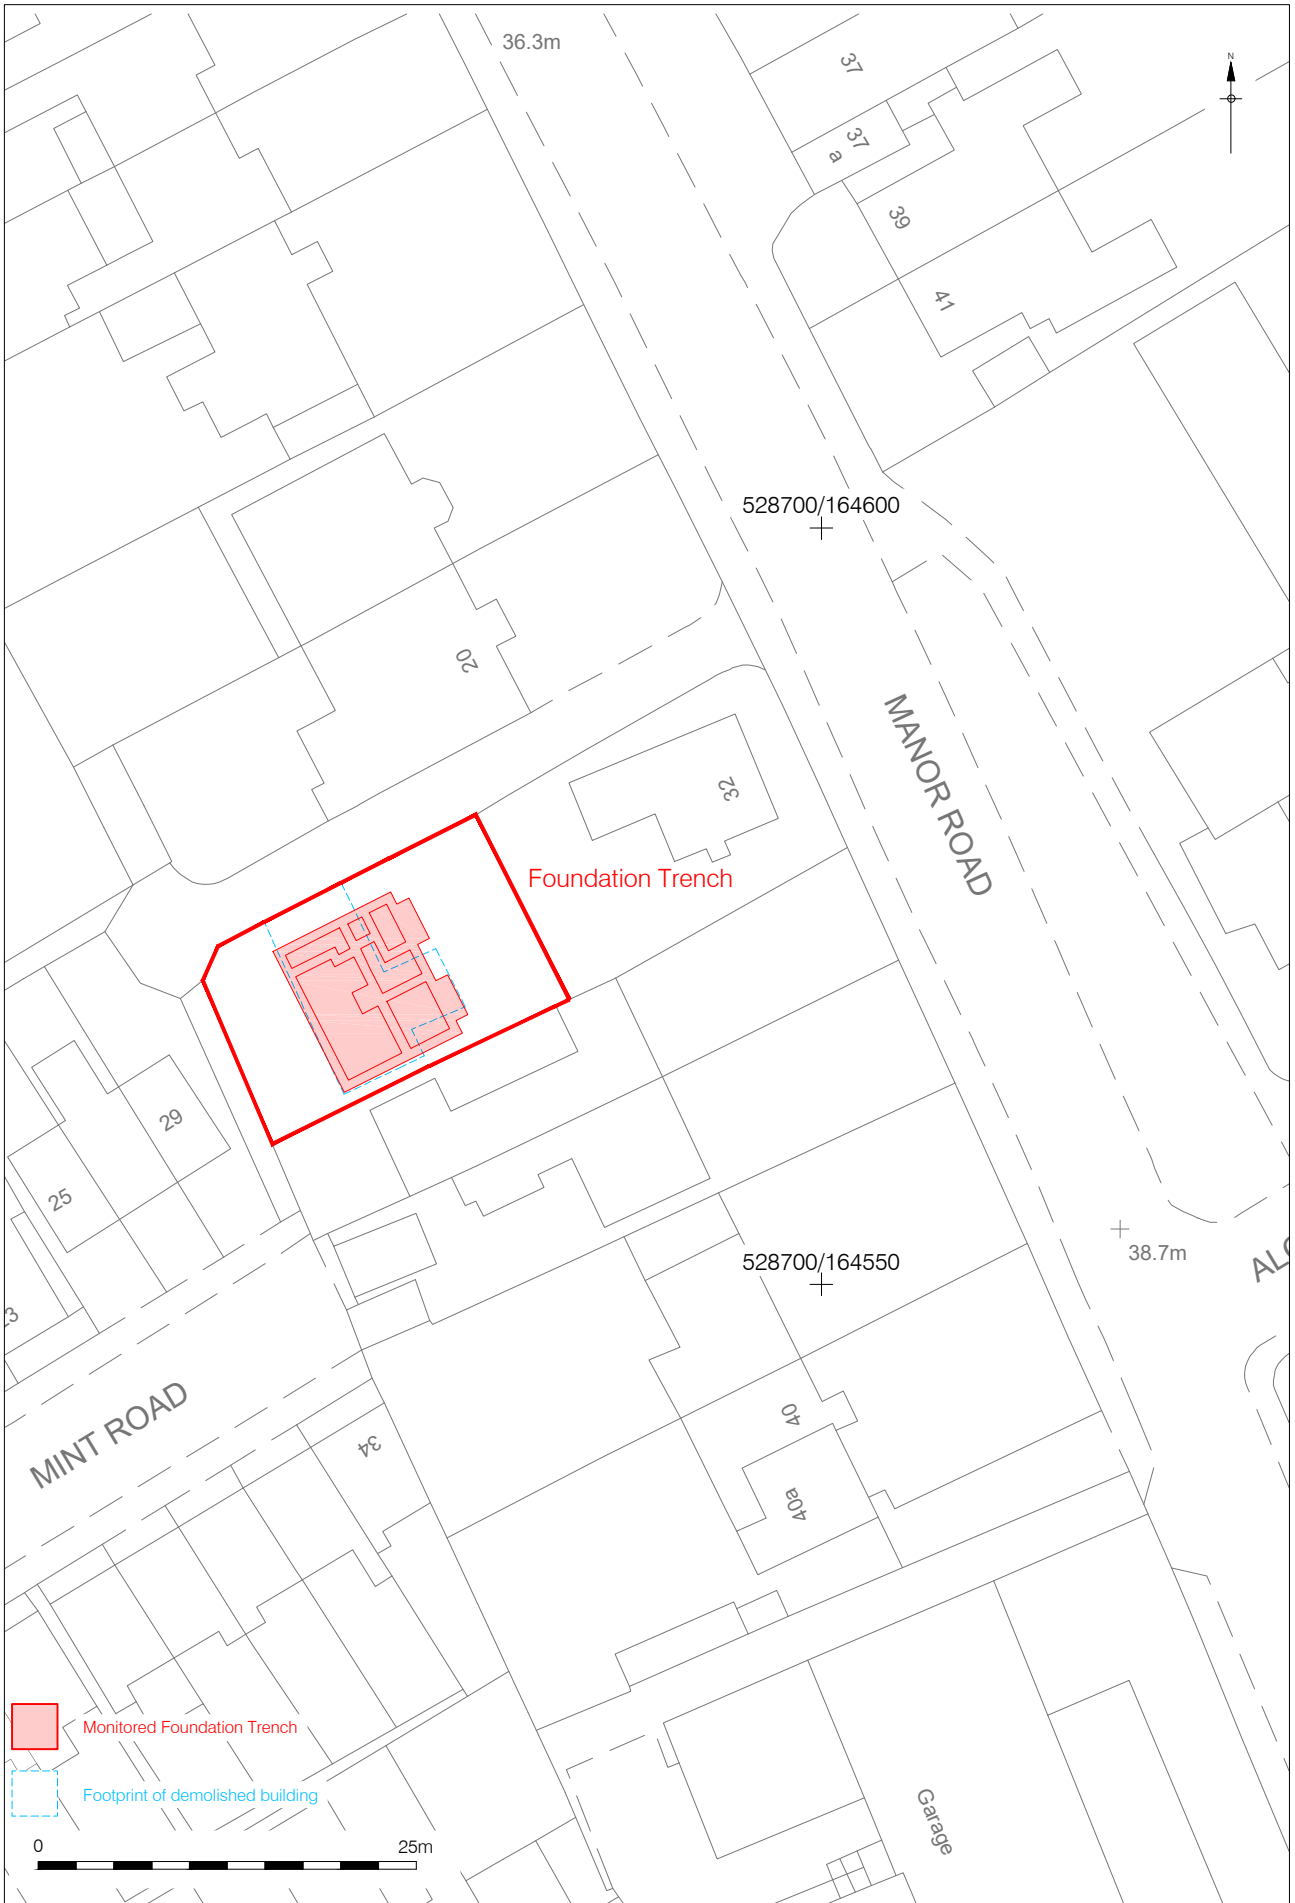 36.3m
N
37
37
a
39
41
528700/164600
20
MANOR ROAD
32
Foundation Trench
29
25
528700/164550
38.7m
MINT ROAD
40
34
40a
Monitored Foundation Trench
Footprint of demolished building
Garage
0 25m